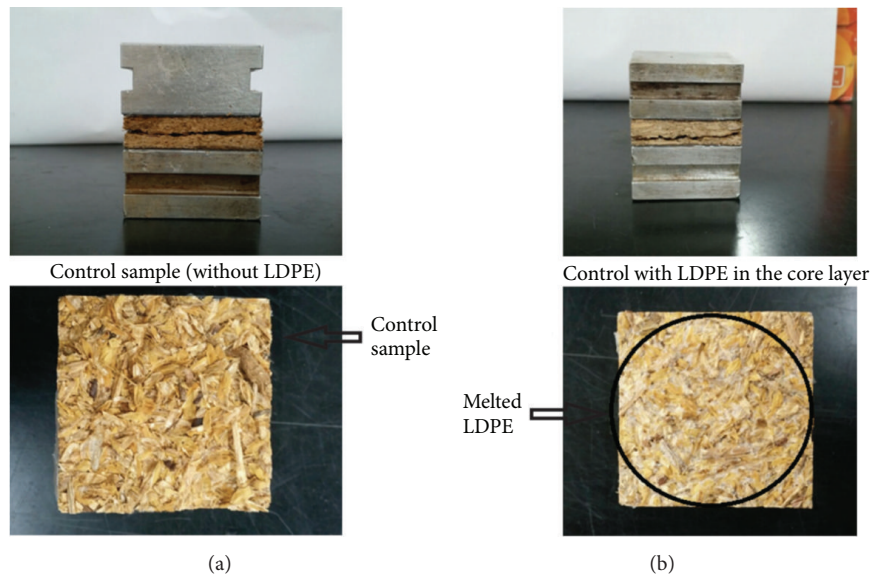 Control sample (without LDPE)
Control
sample
(a)
Control with LDPE in the core layer
Melted
LDPE
(b)